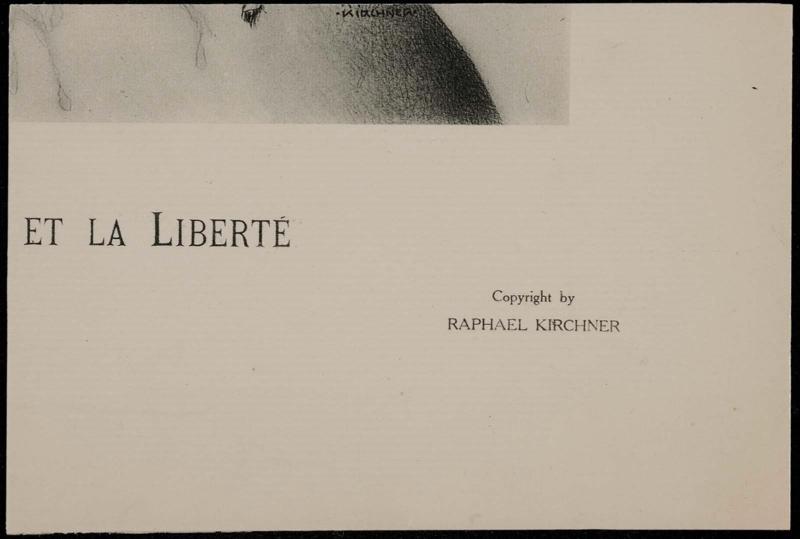 ·KIRCHNER·
ET LA LIBERTÉ
Copyright by
RAPHAEL KIRCHNER